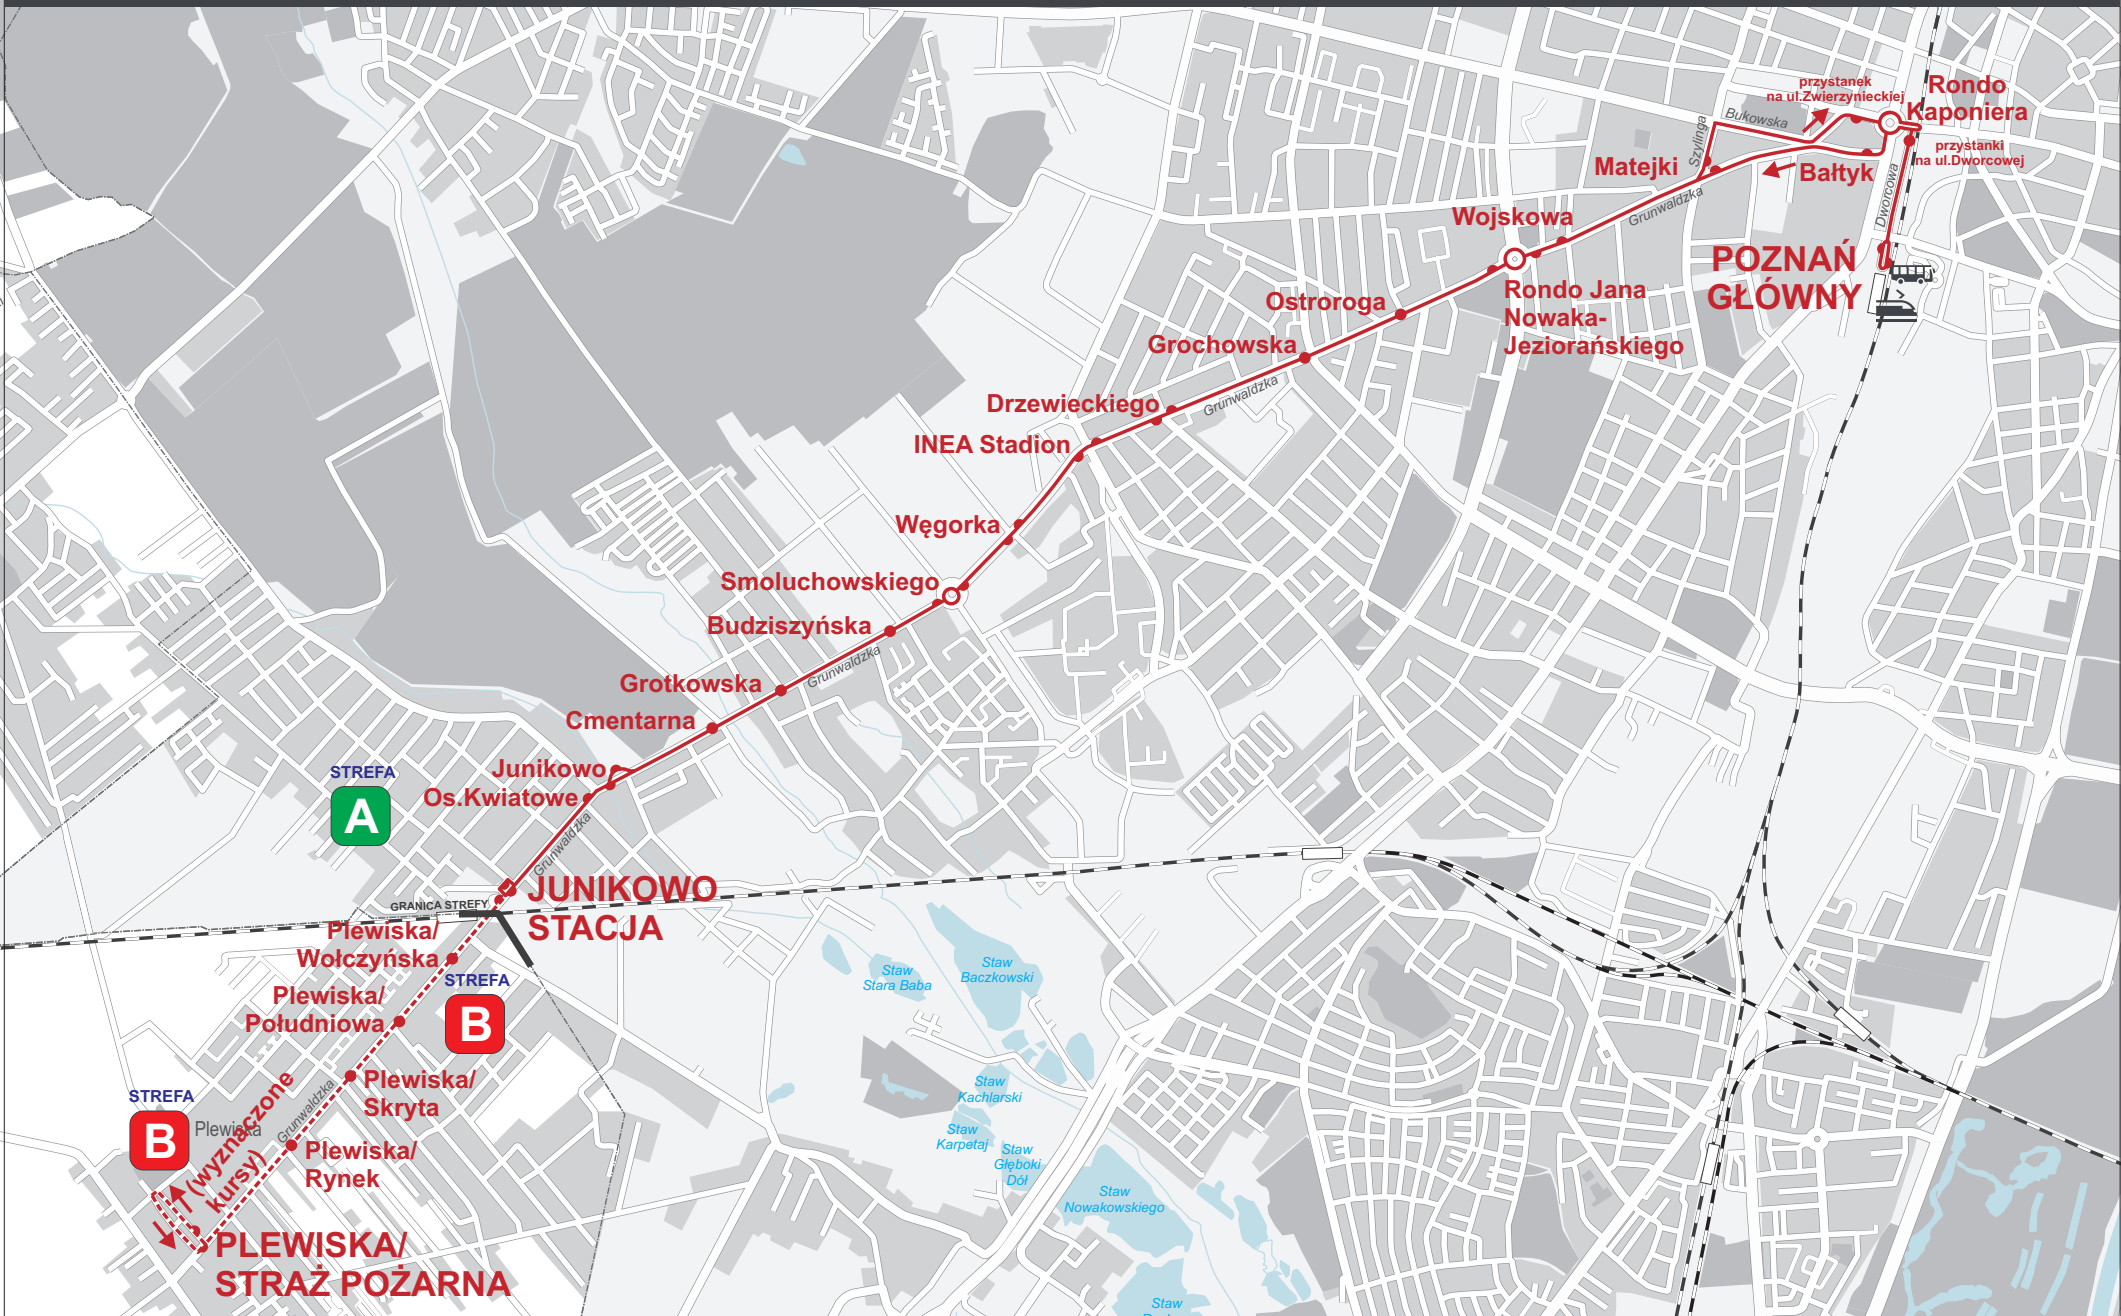 przystanek
na ul.Zwierzynieckiej
Rondo
Kaponiera
Bukowska
Szylinga
przystanki
na ul.Dworcowej
Matejki
Bałtyk
Dworcowa
Grunwaldzka
Wojskowa
POZNAŃ
GŁÓWNY
Rondo Jana
Nowaka-
Jeziorańskiego
Ostroroga
Grochowska
Grunwaldzka
Drzewieckiego
INEA Stadion
Węgorka
Smoluchowskiego
Budziszyńska
Grunwaldzka
Grotkowska
Cmentarna
Junikowo
Os.Kwiatowe
STREFA
A
Grunwaldzka
JUNIKOWO
STACJA
GRANICA STREFY
Plewiska/
Wołczyńska
STREFA
B
Plewiska/
Południowa
Plewiska/
Skryta
Grunwaldzka
STREFA
B
Plewiska
(wyznaczone
kursy)
Plewiska/
Rynek
PLEWISKA/
STRAŻ POŻARNA
Staw
Stara Baba
Staw
Baczkowski
Staw
Kachlarski
Staw
Karpetaj
Staw
Głęboki
Dół
Staw
Nowakowskiego
Staw